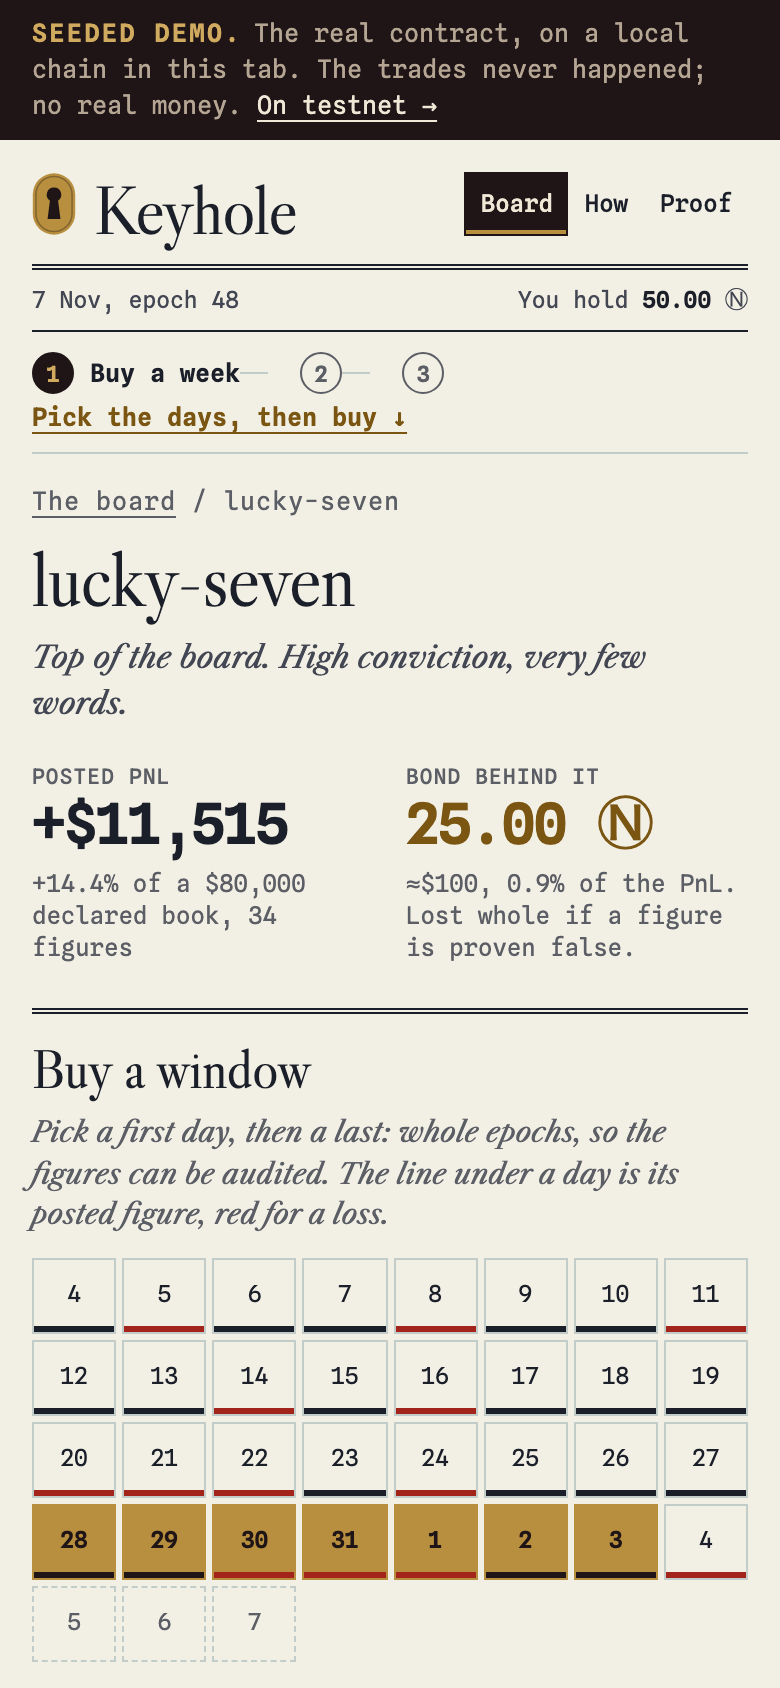 SEEDED DEMO. The real contract, on a local
chain in this tab. The trades never happened;
no real money. On testnet →
Keyhole
Board How Proof
7 Nov, epoch 48 You hold 50.00 Ⓝ
1 Buy a week 2 3
Pick the days, then buy ↓
The board / lucky-seven
lucky-seven
Top of the board. High conviction, very few
words.
POSTED PNL
+$11,515
+14.4% of a $80,000
declared book, 34
figures
BOND BEHIND IT
25.00 Ⓝ
≈$100, 0.9% of the PnL.
Lost whole if a figure
is proven false.
Buy a window
Pick a first day, then a last: whole epochs, so the
figures can be audited. The line under a day is its
posted figure, red for a loss.
4 5 6 7 8 9 10 11
12 13 14 15 16 17 18 19
20 21 22 23 24 25 26 27
28 29 30 31 1 2 3 4
5 6 7